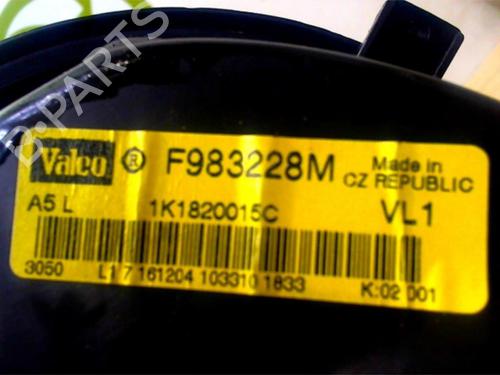 B·PARTS
Valeo ® F983228M Made in
CZ REPUBLIC
A5 L 1K1820015C VL1
3050 L1 7 161204 103310 1833 K:02 001